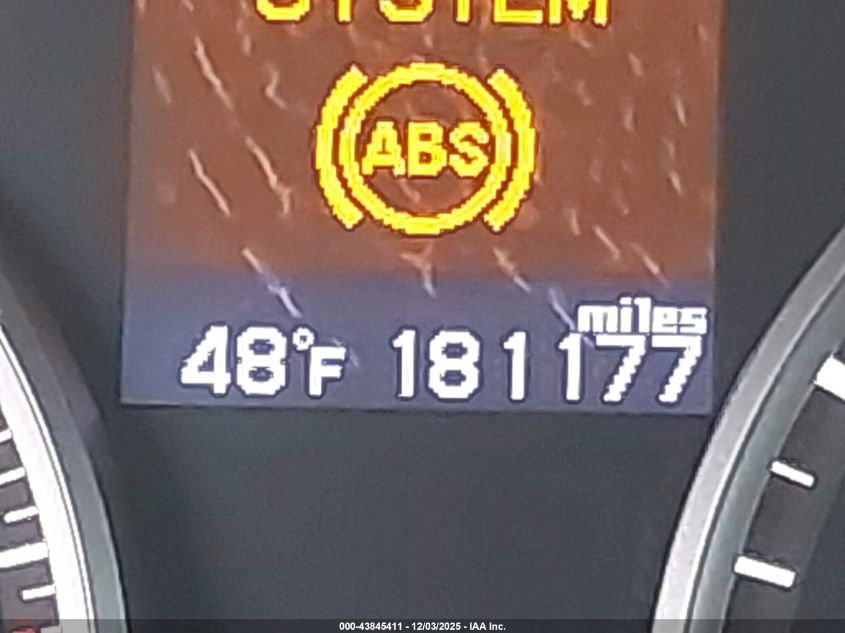 SYSTEM
ABS
miles
48°F 181177
000-43845411 - 12/03/2025 - IAA Inc.